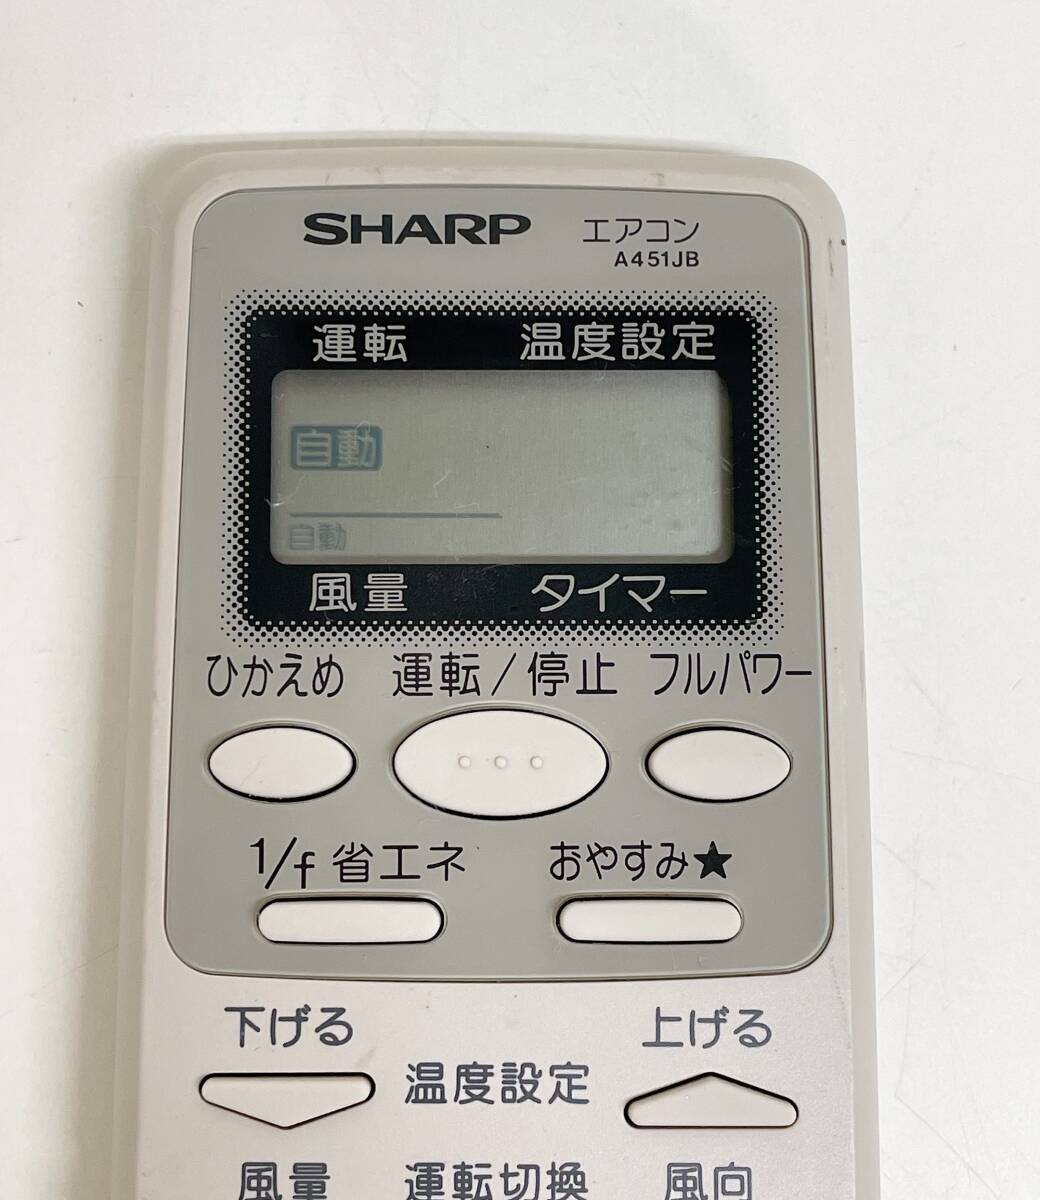 SHARP エアコン
A451JB
運転 温度設定
自動
自動
風量 タイマー
ひかえめ 運転/停止 フルパワー
1/f 省エネ おやすみ★
下げる 上げる
温度設定
風量 運転切換 風向